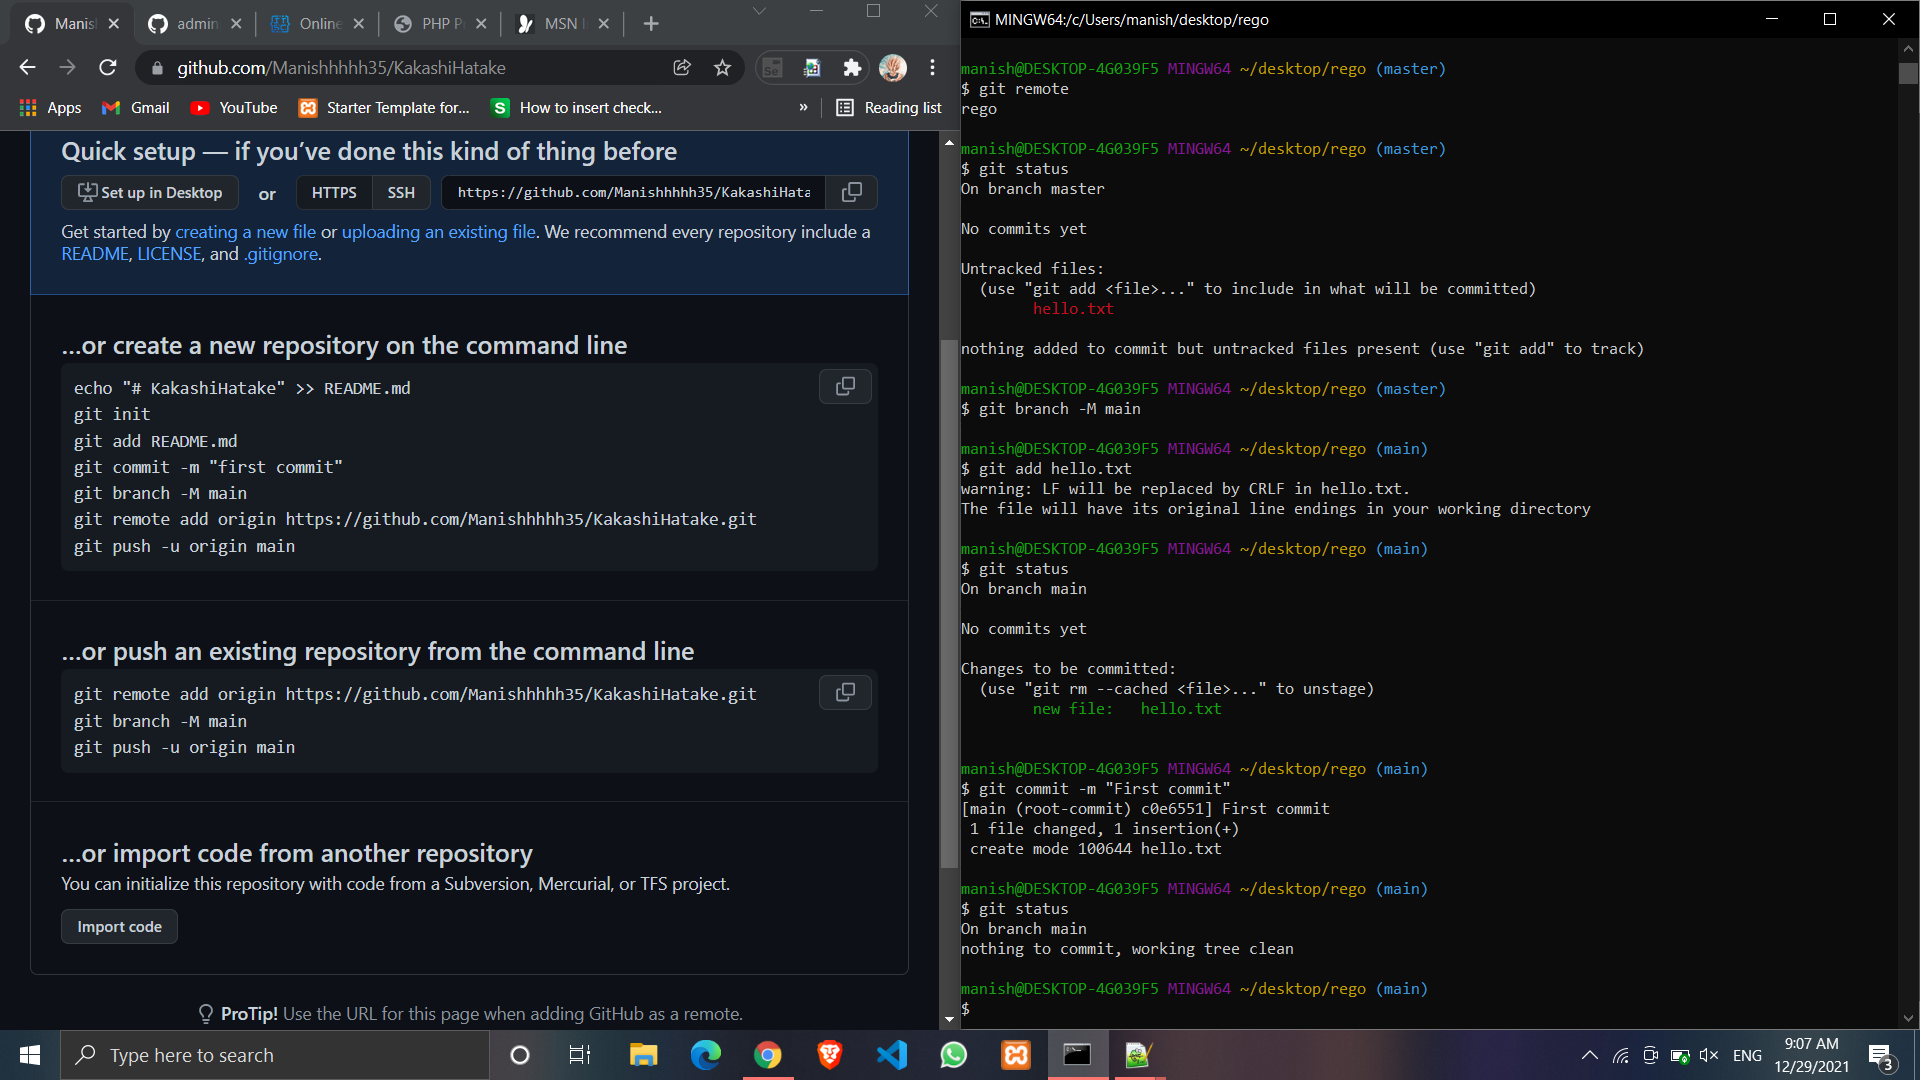 Manis
admin
Online
PHP P
MSN
github.com/Manishhhhh35/KakashiHatake
Apps
Gmail
YouTube
Starter Template for...
How to insert check...
»
Reading list
Quick setup — if you've done this kind of thing before
Set up in Desktop
or
HTTPS
SSH
https://github.com/Manishhhhh35/KakashiHata
Get started by creating a new file or uploading an existing file. We recommend every repository include a
README, LICENSE, and .gitignore.
...or create a new repository on the command line
echo "# KakashiHatake" >> README.md
git init
git add README.md
git commit -m "first commit"
git branch -M main
git remote add origin https://github.com/Manishhhhh35/KakashiHatake.git
git push -u origin main
...or push an existing repository from the command line
git remote add origin https://github.com/Manishhhhh35/KakashiHatake.git
git branch -M main
git push -u origin main
...or import code from another repository
You can initialize this repository with code from a Subversion, Mercurial, or TFS project.
Import code
ProTip! Use the URL for this page when adding GitHub as a remote.
MINGW64:/c/Users/manish/desktop/rego
manish@DESKTOP-4G039F5 MINGW64 ~/desktop/rego (master)
$ git remote
rego
manish@DESKTOP-4G039F5 MINGW64 ~/desktop/rego (master)
$ git status
On branch master
No commits yet
Untracked files:
(use "git add <file>..." to include in what will be committed)
hello.txt
nothing added to commit but untracked files present (use "git add" to track)
manish@DESKTOP-4G039F5 MINGW64 ~/desktop/rego (master)
$ git branch -M main
manish@DESKTOP-4G039F5 MINGW64 ~/desktop/rego (main)
$ git add hello.txt
warning: LF will be replaced by CRLF in hello.txt.
The file will have its original line endings in your working directory
manish@DESKTOP-4G039F5 MINGW64 ~/desktop/rego (main)
$ git status
On branch main
No commits yet
Changes to be committed:
(use "git rm --cached <file>..." to unstage)
new file:   hello.txt
manish@DESKTOP-4G039F5 MINGW64 ~/desktop/rego (main)
$ git commit -m "First commit"
[main (root-commit) c0e6551] First commit
1 file changed, 1 insertion(+)
create mode 100644 hello.txt
manish@DESKTOP-4G039F5 MINGW64 ~/desktop/rego (main)
$ git status
On branch main
nothing to commit, working tree clean
manish@DESKTOP-4G039F5 MINGW64 ~/desktop/rego (main)
$
Type here to search
ENG
9:07 AM
12/29/2021
3